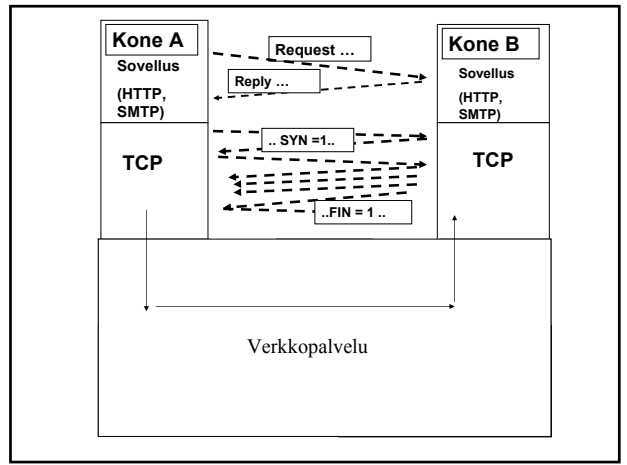 Kone A
Sovellus
(HTTP,
SMTP)
TCP
Request ...
Reply ...
.. SYN =1..
..FIN = 1 ..
Kone B
Sovellus
(HTTP,
SMTP)
TCP
Verkkopalvelu